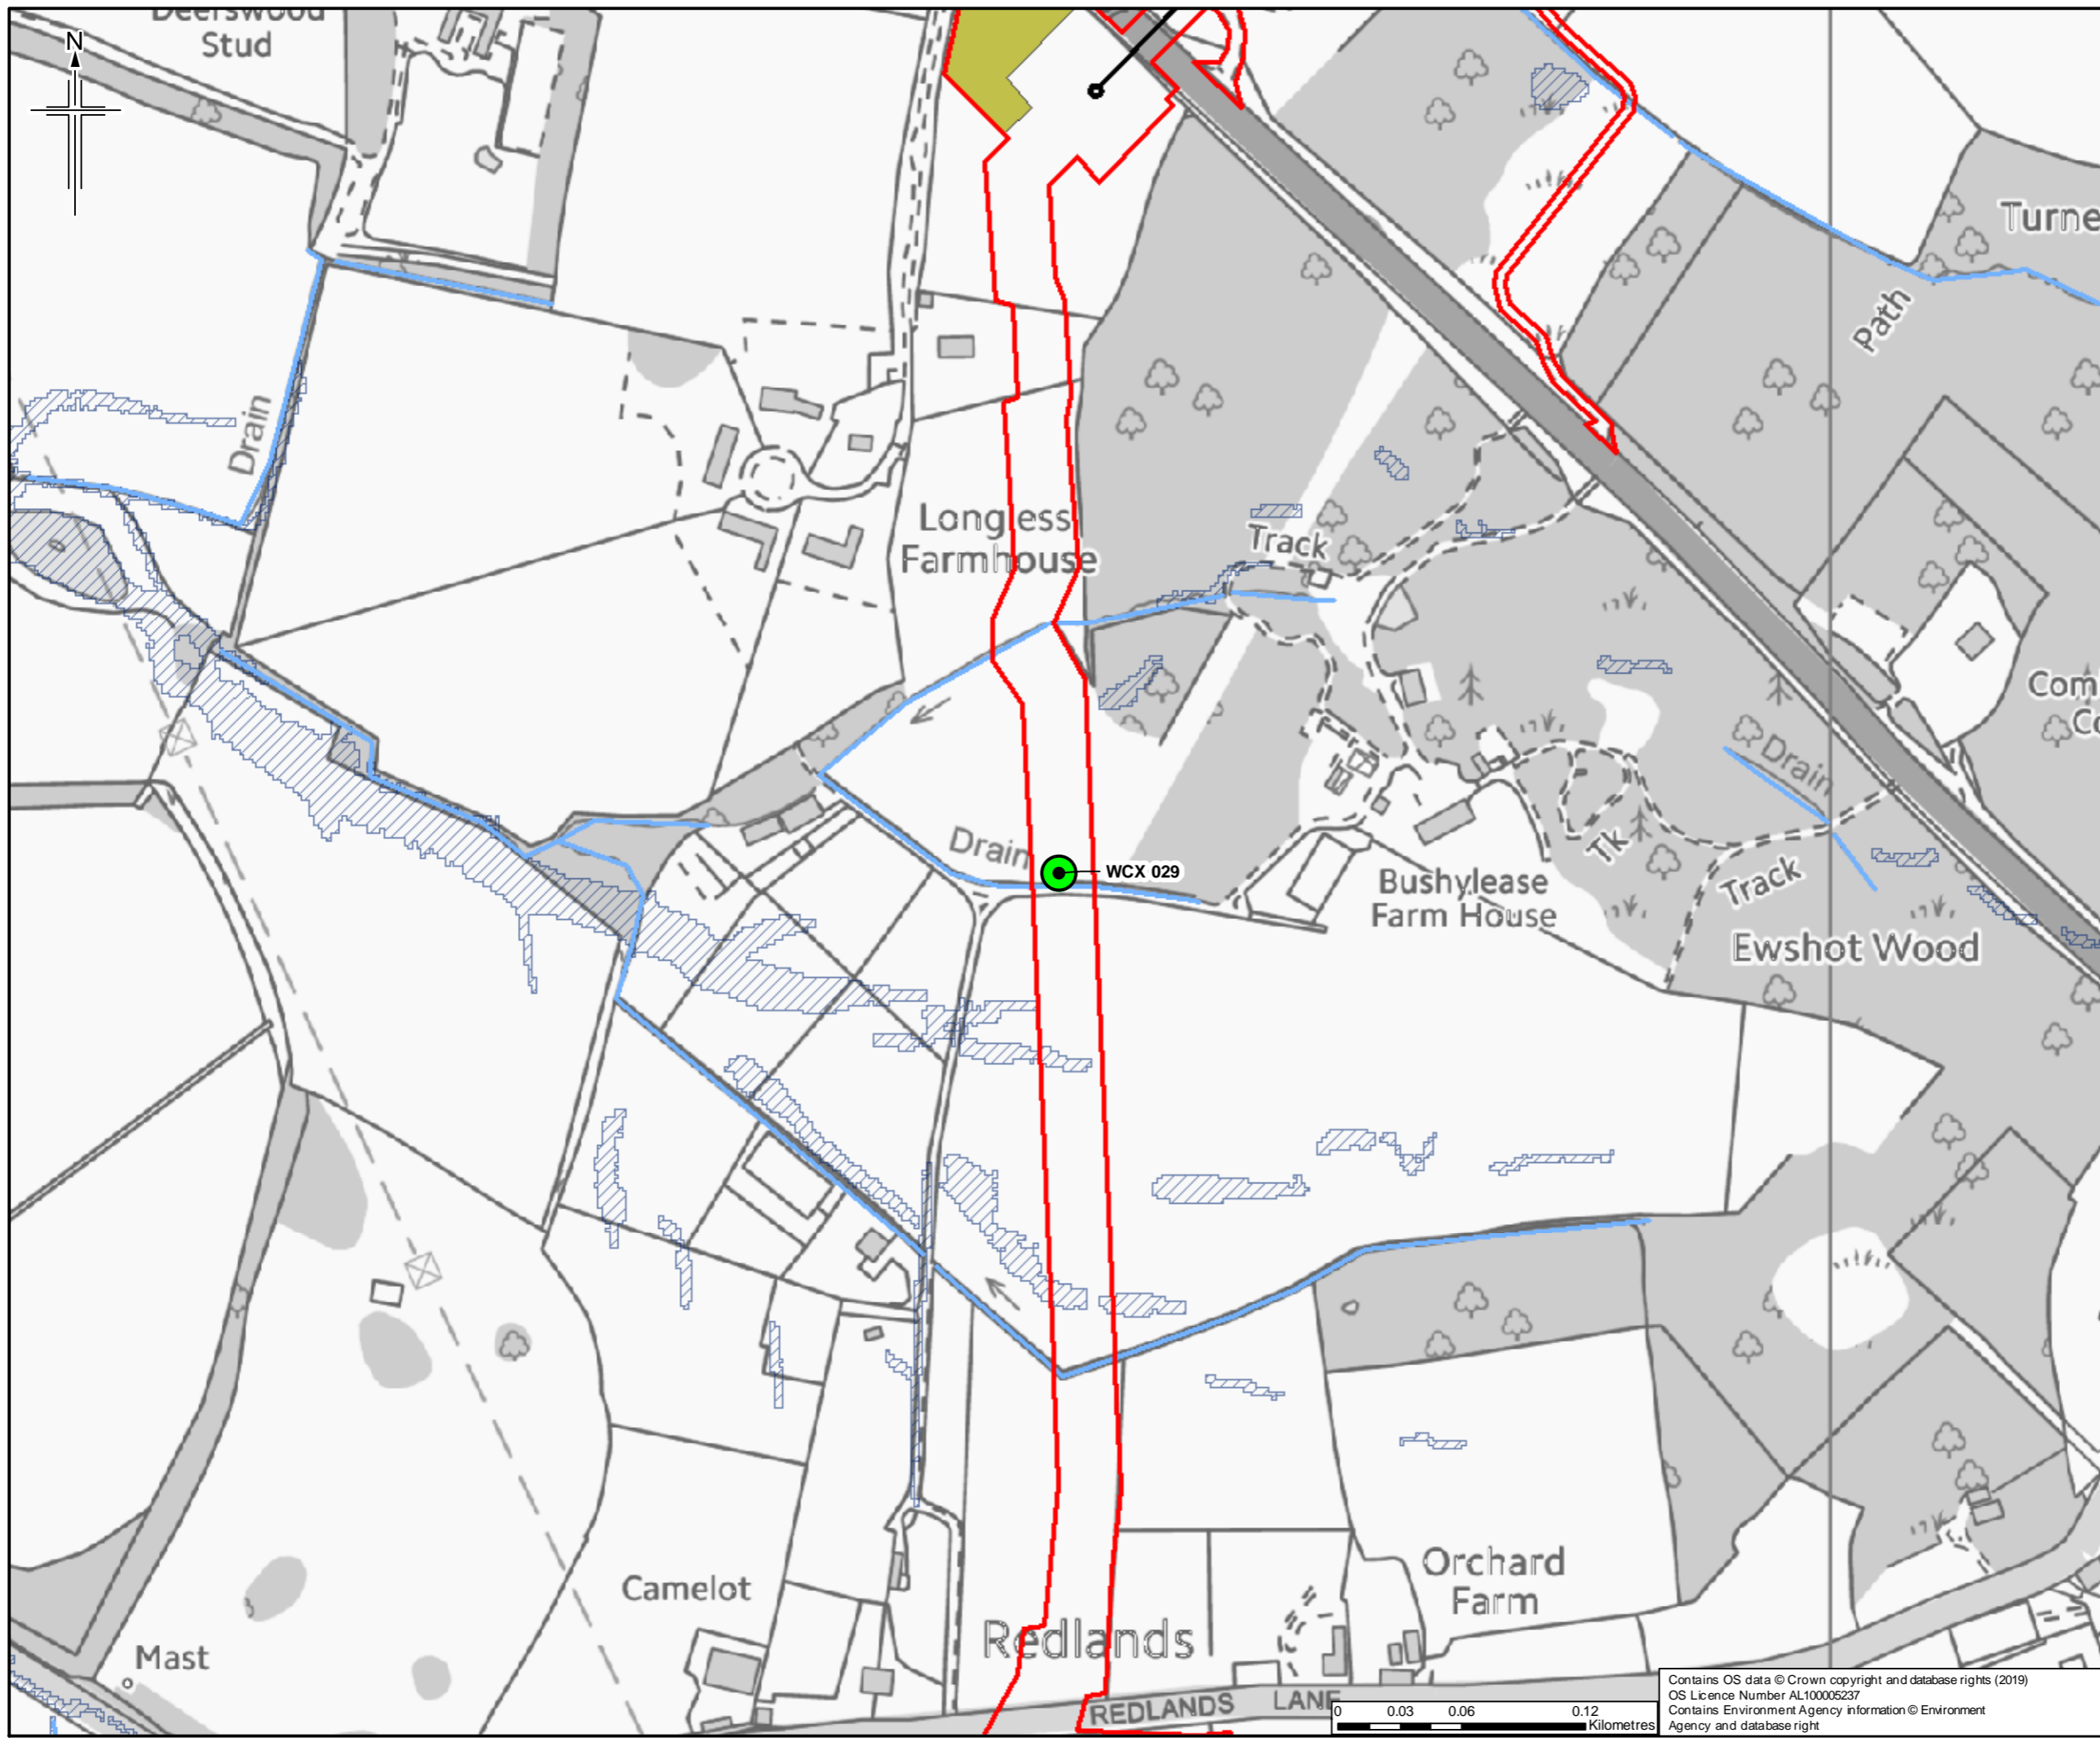 Deerswood
Stud
N
Turne
Path
Drain
Longless
Farmhouse
Track
Com
Drain
Drain
WCX 029
Tk
Track
Bushylease
Farm House
Ewshot Wood
Camelot
Orchard
Farm
Redlands
Mast
REDLANDS LANE
0 0.03 0.06 0.12
Kilometres
Contains OS data © Crown copyright and database rights (2019)
OS Licence Number AL100005237
Contains Environment Agency information © Environment
Agency and database right